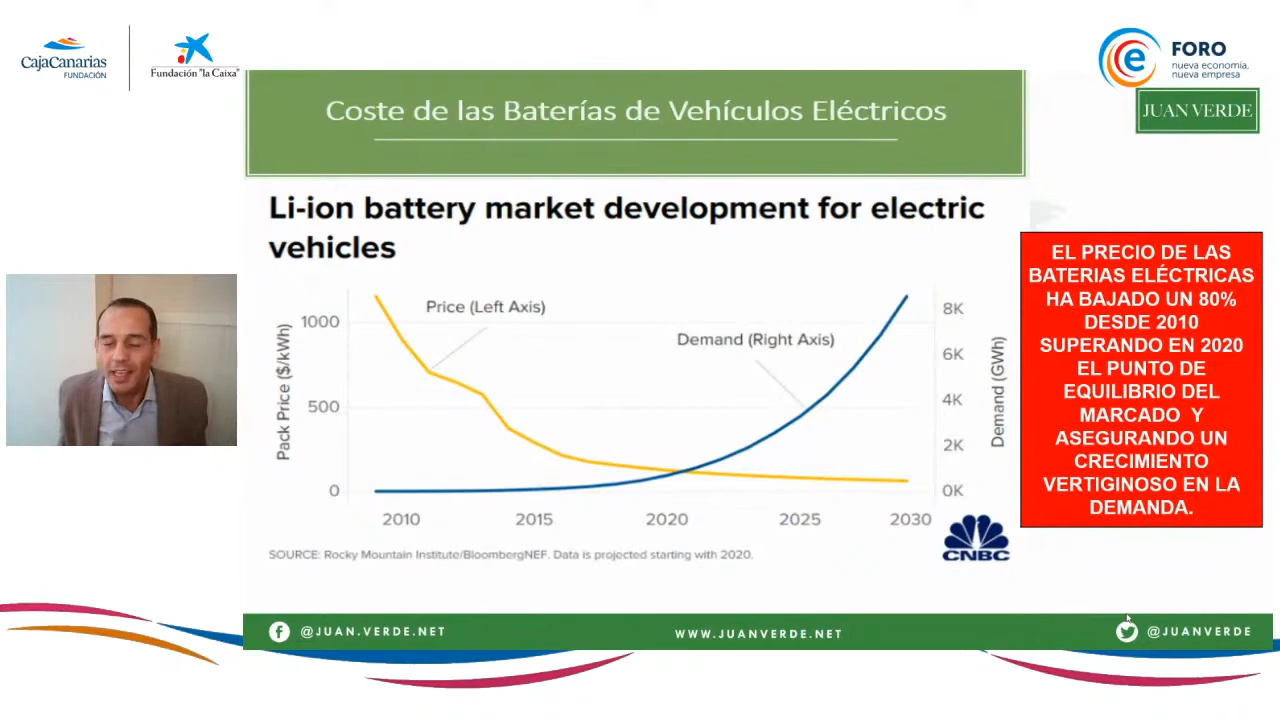 CajaCanarias
FUNDACIÓN
Fundación "la Caixa"
e FORO
nueva economía,
nueva empresa
JUAN VERDE
Coste de las Baterías de Vehículos Eléctricos
Li-ion battery market development for electric
vehicles
Price (Left Axis)
Demand (Right Axis)
Pack Price ($/kWh)
1000
500
0
Demand (GWh)
8K
6K
4K
2K
0K
2010 2015 2020 2025 2030
SOURCE: Rocky Mountain Institute/BloombergNEF. Data is projected starting with 2020.
CNBC
EL PRECIO DE LAS
BATERIAS ELÉCTRICAS
HA BAJADO UN 80%
DESDE 2010
SUPERANDO EN 2020
EL PUNTO DE
EQUILIBRIO DEL
MARCADO Y
ASEGURANDO UN
CRECIMIENTO
VERTIGINOSO EN LA
DEMANDA.
@JUAN.VERDE.NET
WWW.JUANVERDE.NET
@JUANVERDE